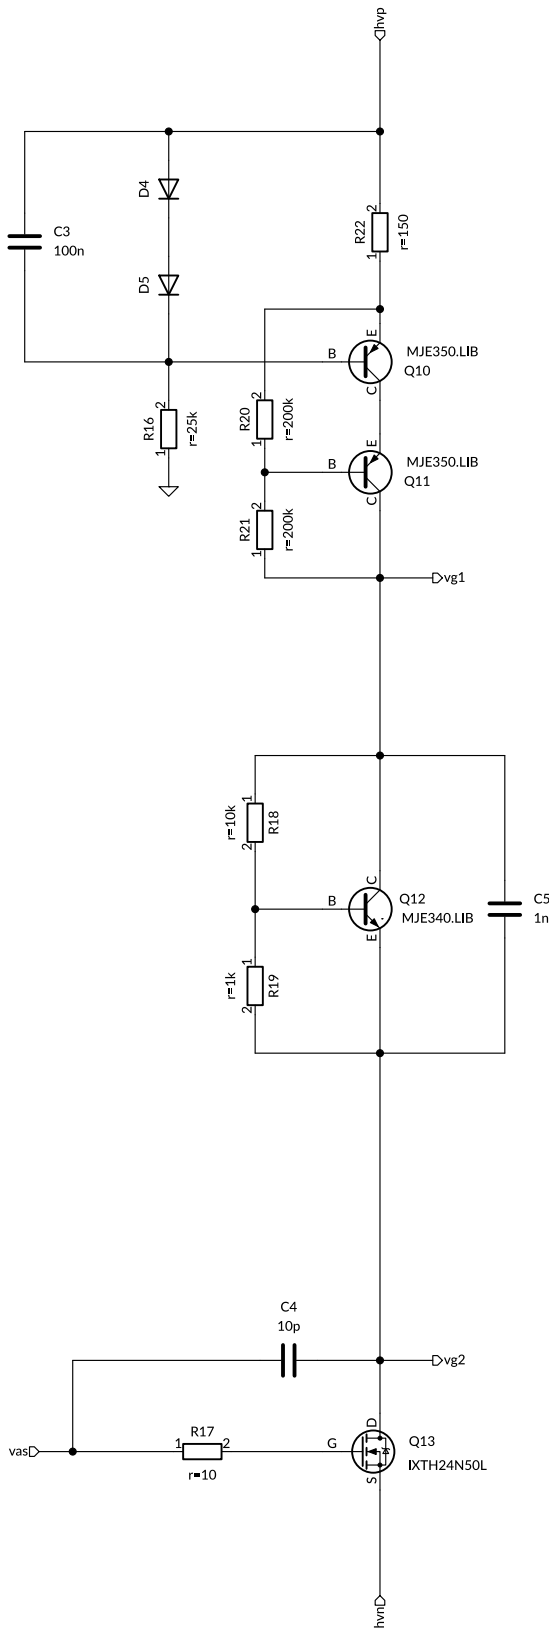 hvp
D4
C3
100n
R22
2
1
r=150
D5
MJE350.LIB
Q10
B
E
C
R16
2
1
r=25k
R20
2
1
r=200k
MJE350.LIB
Q11
B
E
C
R21
2
1
r=200k
vg1
r=10k
1
2
R18
Q12
MJE340.LIB
B
C
E
C5
1n
r=1k
1
2
R19
C4
10p
vg2
vas
R17
1
2
r=10
G
D
S
Q13
IXTH24N50L
hvn